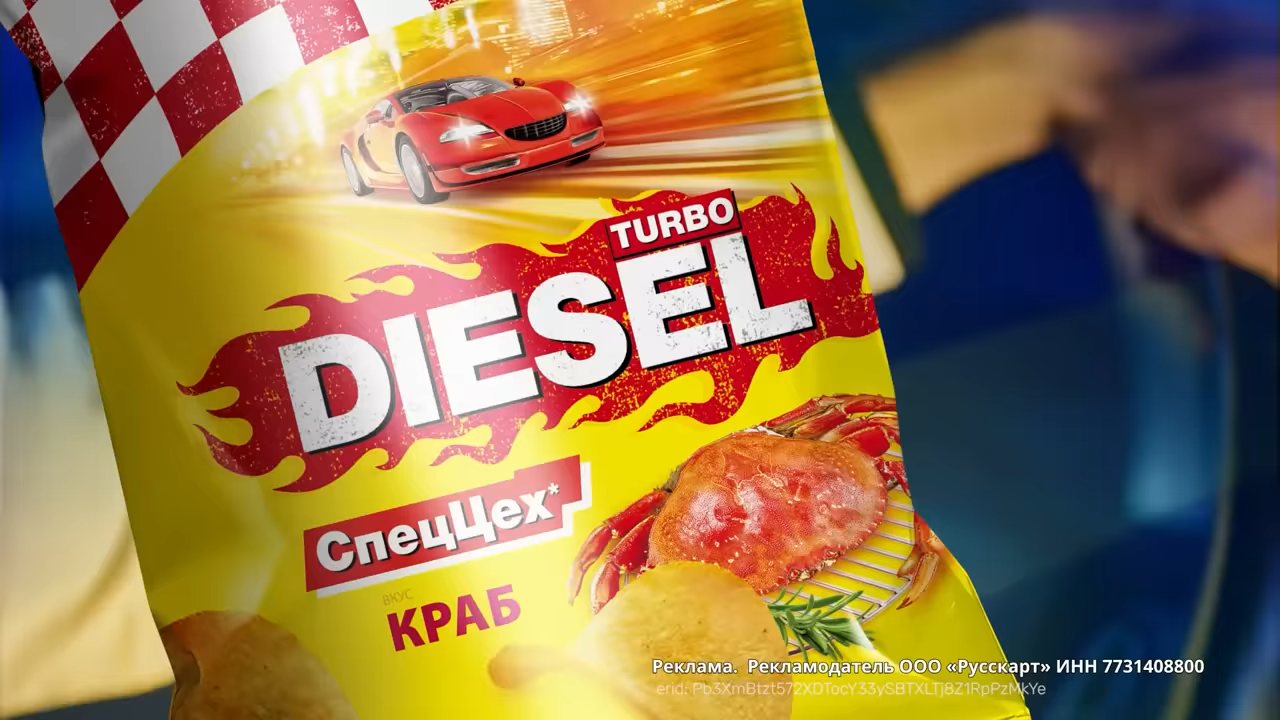 TURBO
DIESEL
СпецЦех*
ВКУС
КРАБ
Реклама. Рекламодатель ООО «Русскарт» ИНН 7731408800
erid: Pb3XmBtzt572XDTocY33ySBTXLTj8Z1RpPzMkYe